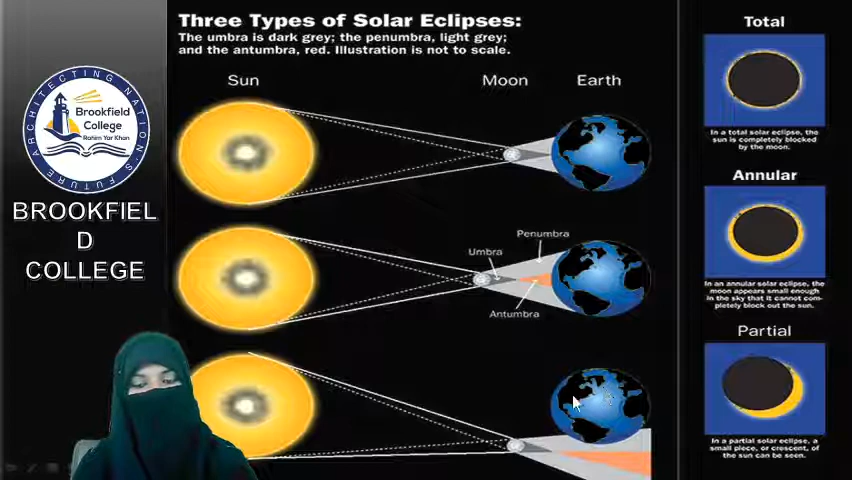 Three Types of Solar Eclipses:
The umbra is dark grey; the penumbra, light grey;
and the antumbra, red. Illustration is not to scale.
Sun
Moon
Earth
Penumbra
Umbra
Antumbra
Total
In a total solar eclipse, the
sun is completely blocked
by the moon.
Annular
In an annular solar eclipse, the
moon appears small enough
in the sky that it cannot com-
pletely block out the sun.
Partial
In a partial solar eclipse, a
small piece, or crescent, of
the sun can be seen.
ARCHITECTING NATION'S FUTURE
Brookfield
College
Rahim Yar Khan
BROOKFIEL
D
COLLEGE